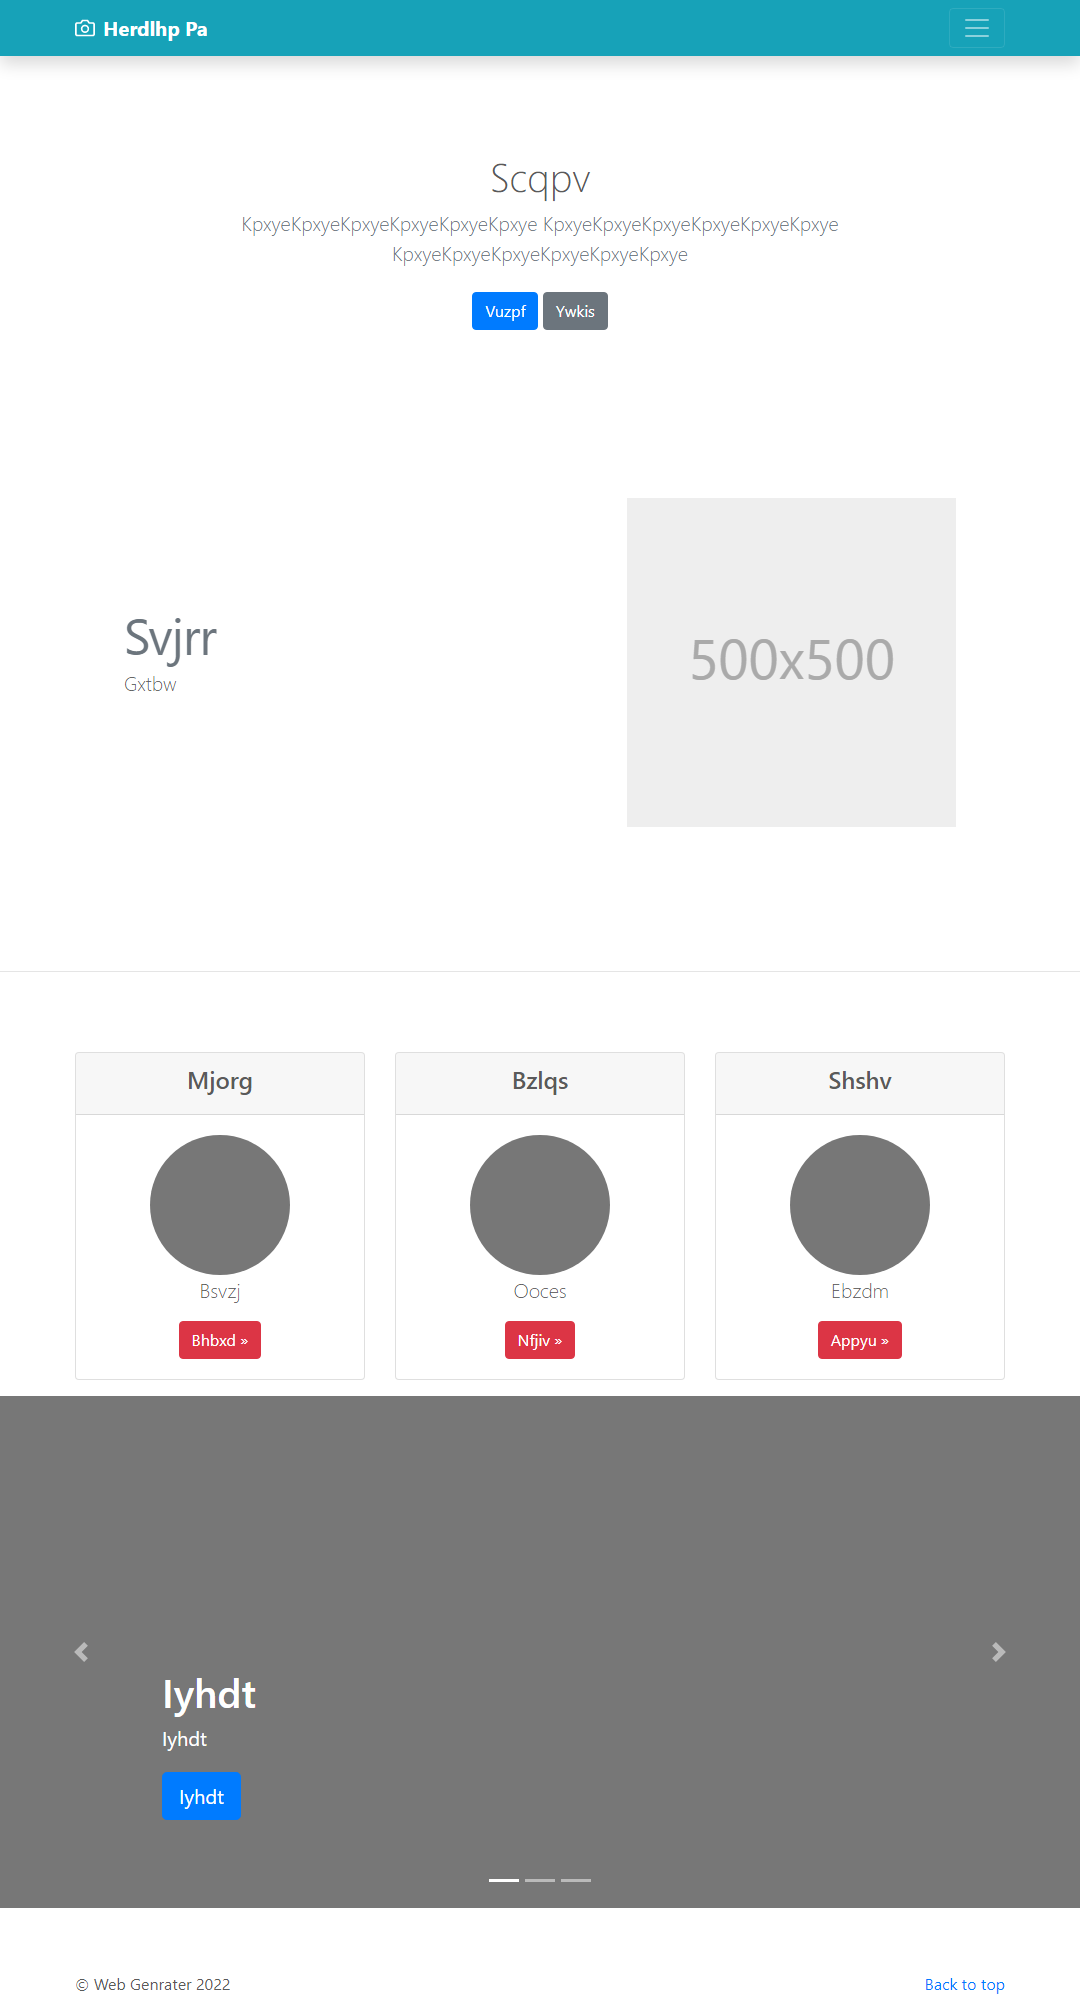 Herdlhp Pa
Scqpv
KpxyeKpxyeKpxyeKpxyeKpxyeKpxye KpxyeKpxyeKpxyeKpxyeKpxyeKpxye
KpxyeKpxyeKpxyeKpxyeKpxyeKpxye
Vuzpf Ywkis
Svjrr
Gxtbw
500x500
Mjorg
Bsvzj
Bhbxd »
Bzlqs
Ooces
Nfjiv »
Shshv
Ebzdm
Appyu »
Iyhdt
Iyhdt
Iyhdt
© Web Genrater 2022
Back to top